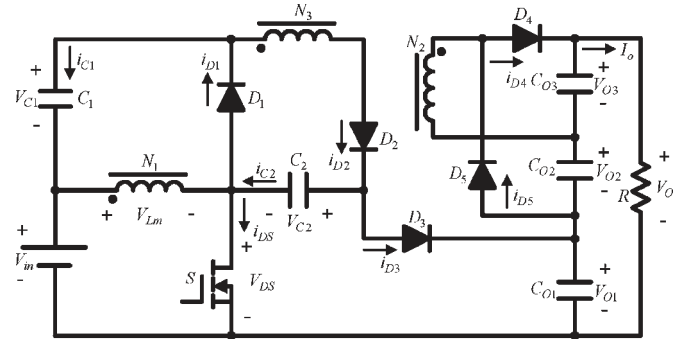 N3
N2
D4
Io
iC1
iD1
iD4
CO3
+
VO3
-
+
VC1
-
C1
D1
D2
iD2
N1
iC2
C2
D5
CO2
+
VO2
-
+
VO
-
R
+ VLm -
- VC2 +
iDS
iD5
D3
iD3
+
Vin
-
S
+
VDS
-
CO1
+
VO1
-